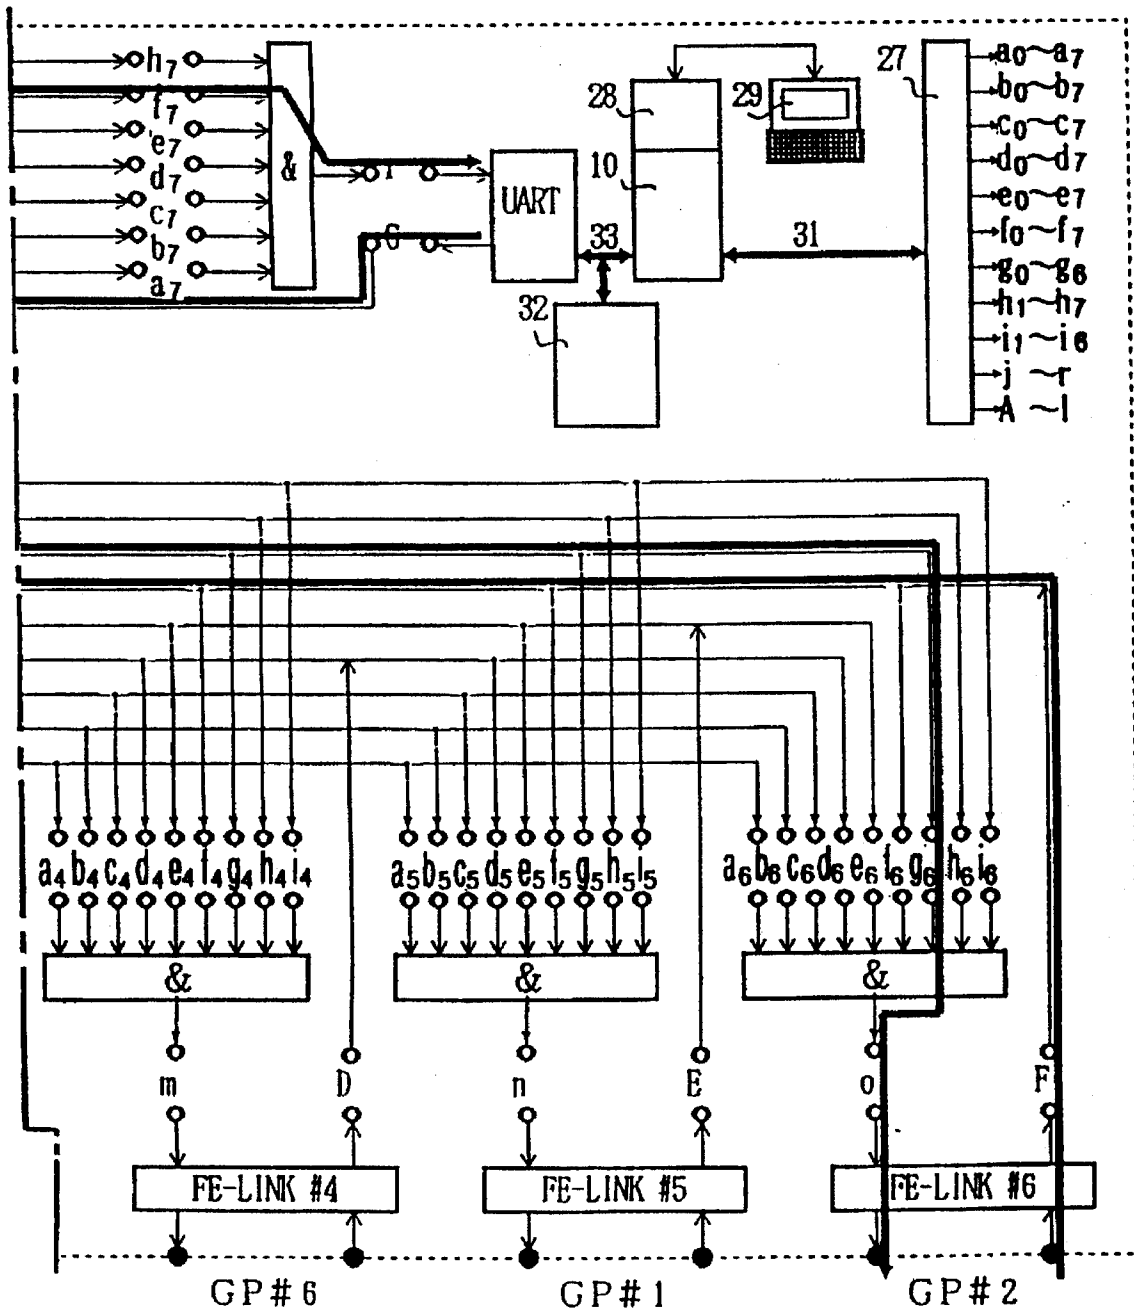 h7
f7
e7
d7
c7
b7
a7
&
G
UART
33
32
28
10
29
31
27
a0~a7
b0~b7
c0~c7
d0~d7
e0~e7
f0~f7
g0~g6
h1~h7
i1~i6
j ~r
A ~I
a4 b4 c4 d4 e4 f4 g4 h4 i4
a5 b5 c5 d5 e5 f5 g5 h5 i5
a6 b6 c6 d6 e6 f6 g6 h6 i6
& & &
m D n E o F
FE-LINK #4 FE-LINK #5 FE-LINK #6
GP#6 GP#1 GP#2